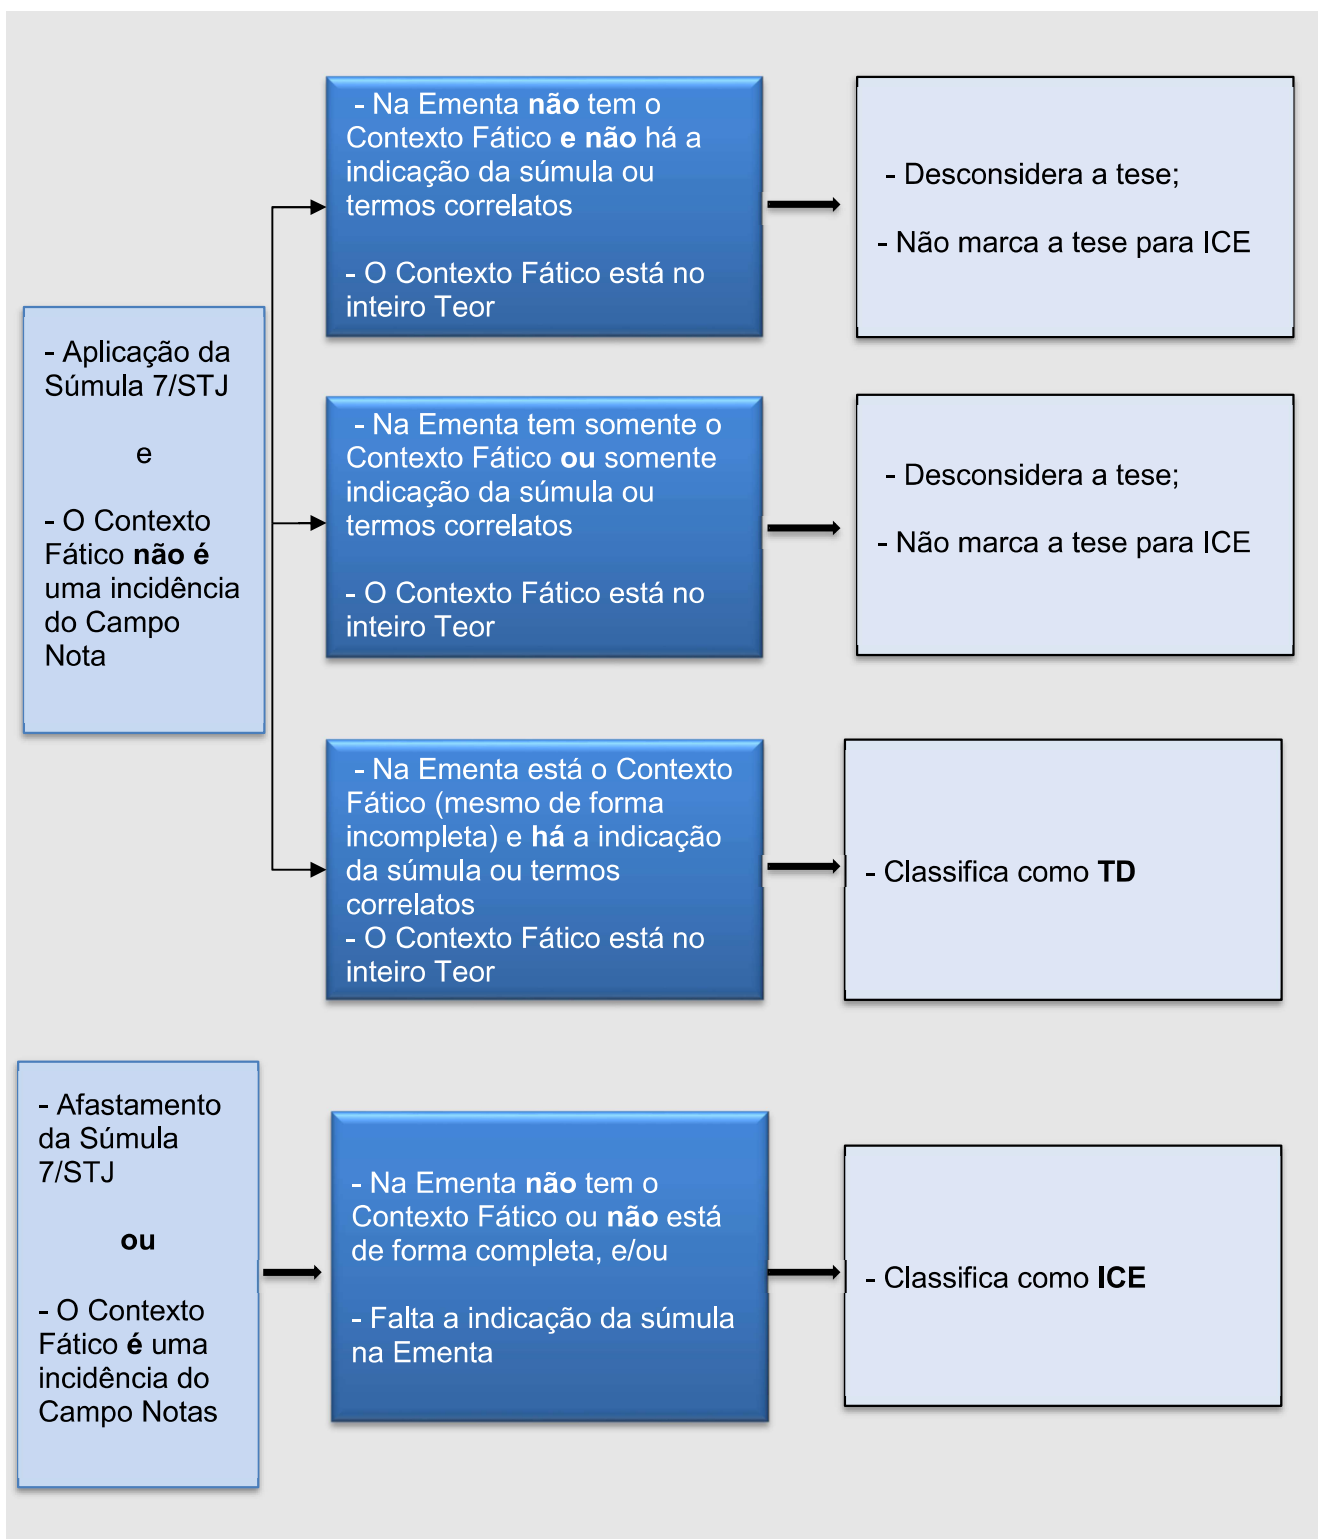 - Aplicação da
Súmula 7/STJ
e
- O Contexto
Fático não é
uma incidência
do Campo
Nota
- Na Ementa não tem o
Contexto Fático e não há a
indicação da súmula ou
termos correlatos
- O Contexto Fático está no
inteiro Teor
- Desconsidera a tese;
- Não marca a tese para ICE
- Na Ementa tem somente o
Contexto Fático ou somente
indicação da súmula ou
termos correlatos
- O Contexto Fático está no
inteiro Teor
- Desconsidera a tese;
- Não marca a tese para ICE
- Na Ementa está o Contexto
Fático (mesmo de forma
incompleta) e há a indicação
da súmula ou termos
correlatos
- O Contexto Fático está no
inteiro Teor
- Classifica como TD
- Afastamento
da Súmula
7/STJ
ou
- O Contexto
Fático é uma
incidência do
Campo Notas
- Na Ementa não tem o
Contexto Fático ou não está
de forma completa, e/ou
- Falta a indicação da súmula
na Ementa
- Classifica como ICE